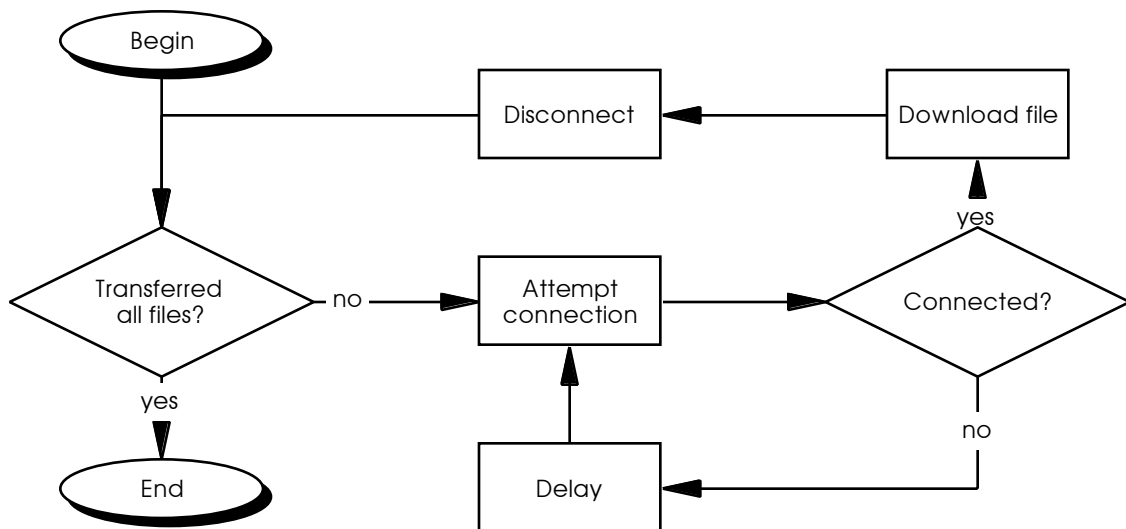 Begin
Disconnect
Download file
yes
Transferred
all files?
no
Attempt
connection
Connected?
yes
no
End
Delay